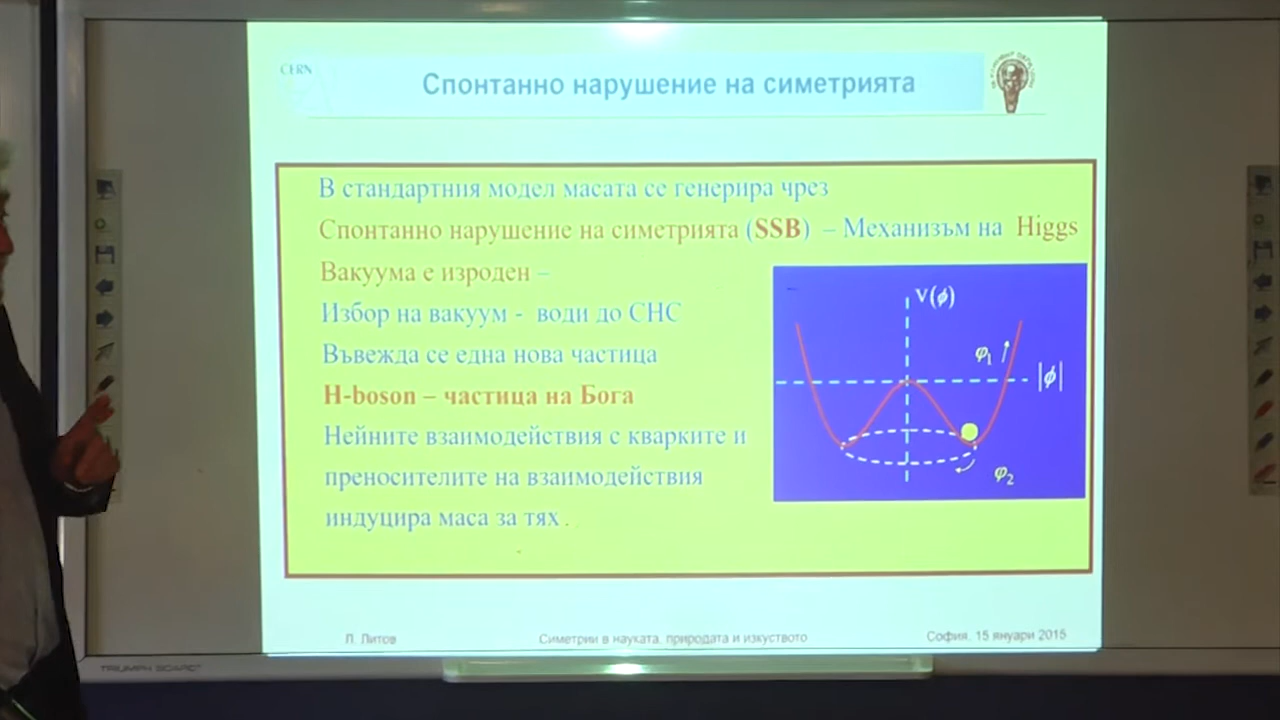 CERN
Спонтанно нарушение на симетрията
В стандартния модел масата се генерира чрез
Спонтанно нарушение на симетрията (SSB) – Механизъм на Higgs
Вакуума е изроден –
Избор на вакуум - води до СНС
Въвежда се една нова частица
H-boson – частица на Бога
Нейните взаимодействия с кварките и
преносителите на взаимодействия
индуцира маса за тях .
V(ϕ)
φ1
|ϕ|
φ2
Л. Литов
Симетрии в науката, природата и изкуството
София, 15 януари 2015
TRIUMPH BOARD